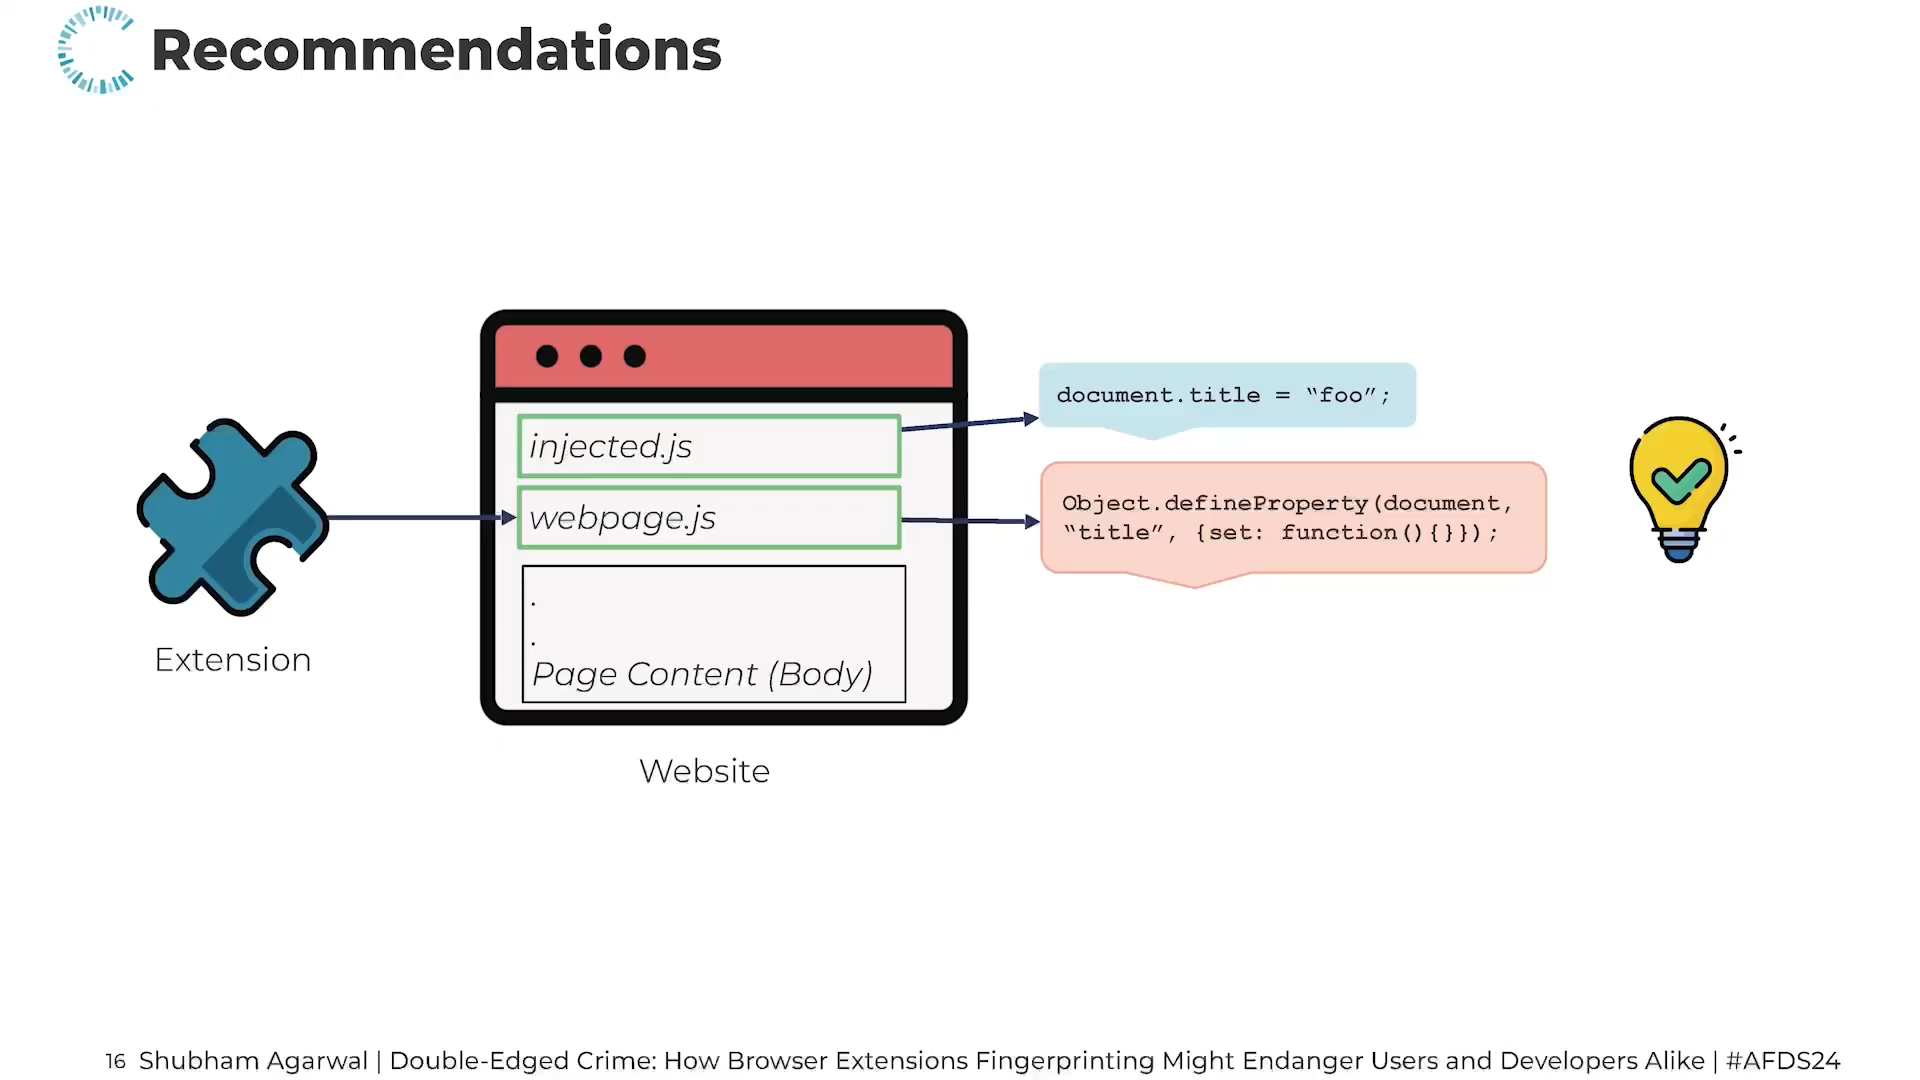 Recommendations
injected.js
document.title = “foo”;
webpage.js
Object.defineProperty(document,
“title”, {set: function(){}});
.
.
Page Content (Body)
Extension
Website
16 Shubham Agarwal | Double-Edged Crime: How Browser Extensions Fingerprinting Might Endanger Users and Developers Alike | #AFDS24